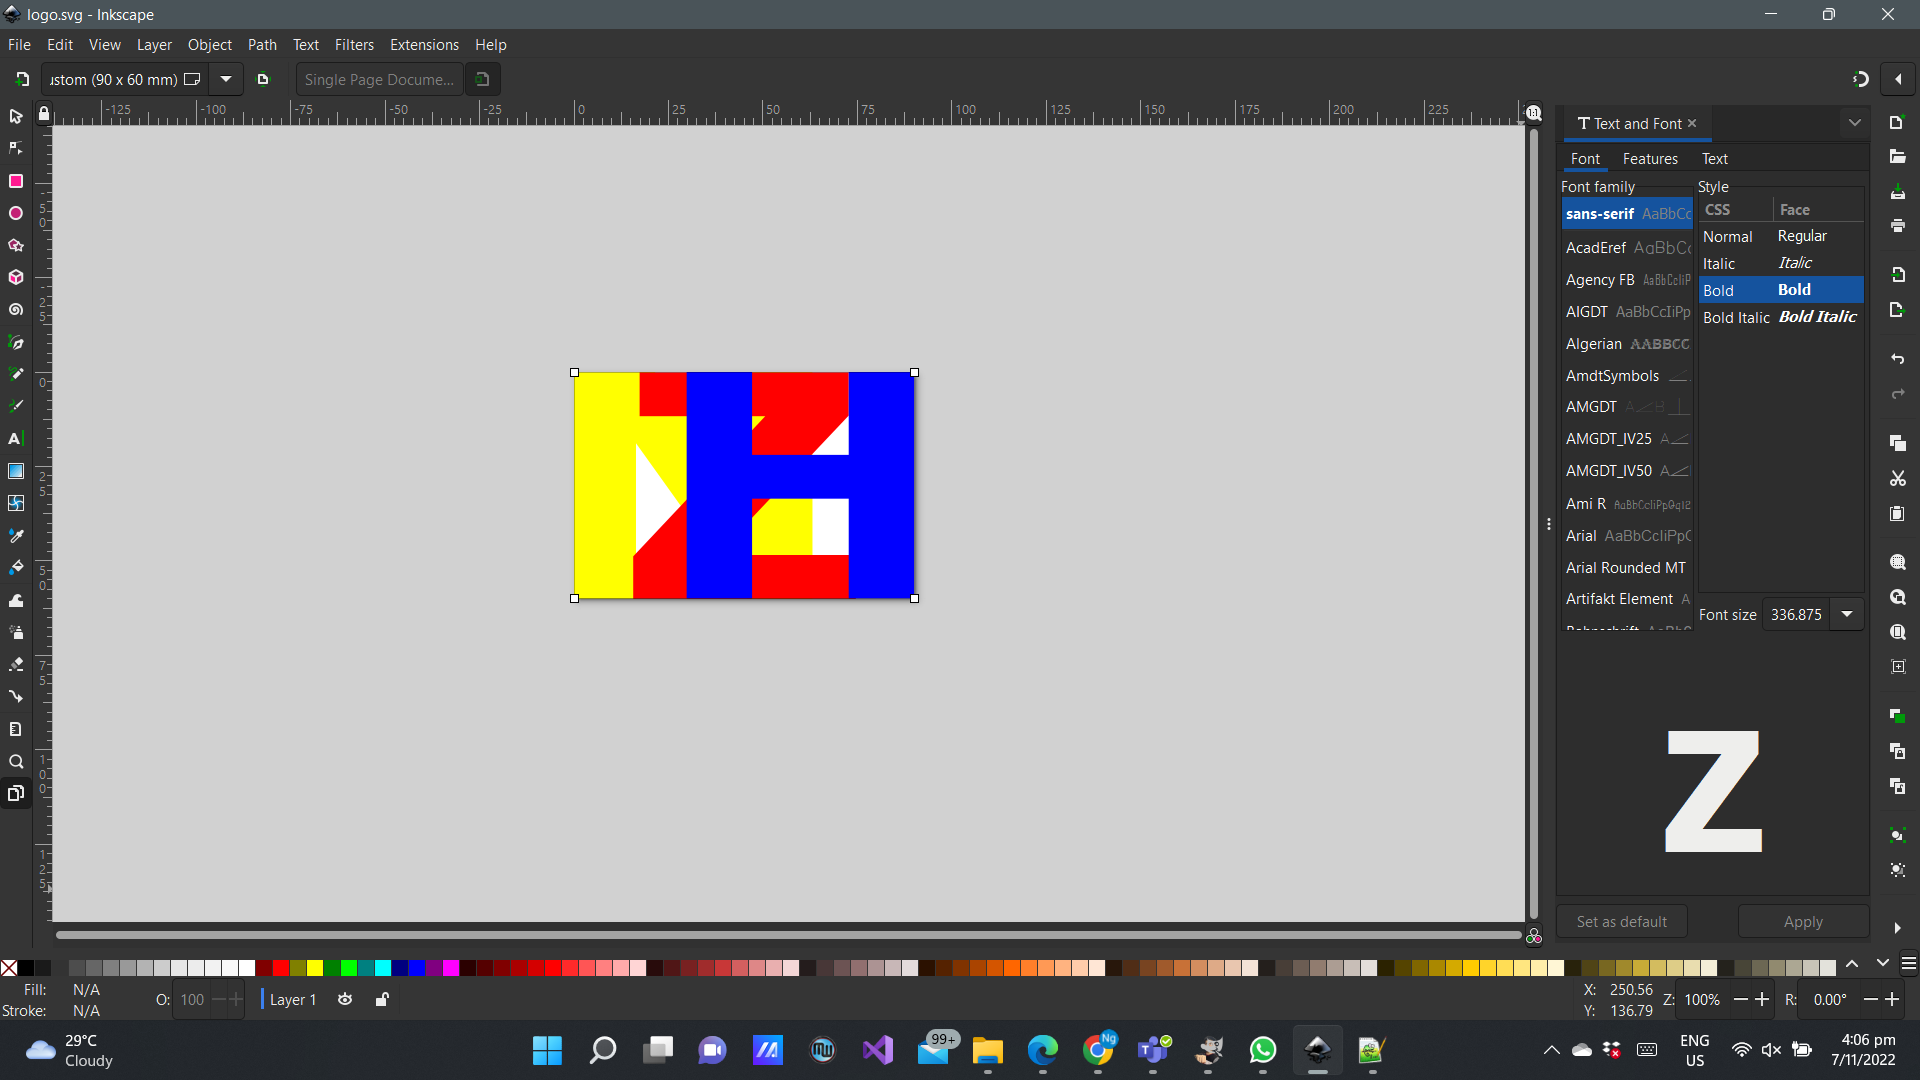 logo.svg - Inkscape
File Edit View Layer Object Path Text Filters Extensions Help
ustom (90 x 60 mm) Single Page Docume...
-125 -100 -75 -50 -25 0 25 50 75 100 125 150 175 200 225
1:1
Text and Font
Font Features Text
Font family Style
CSS Face
sans-serif AaBbCc
Normal Regular
AcadEref AaBbCc
Italic Italic
Agency FB AaBbCcIiP
Bold Bold
AIGDT AaBbCcIiPp
Bold Italic Bold Italic
Algerian AABBCC
AmdtSymbols
AMGDT
AMGDT_IV25
AMGDT_IV50
Ami R AaBbCcIiPpQq12
Arial AaBbCcIiPpQ
Arial Rounded MT
Artifakt Element A
Font size 336.875
Z
Set as default Apply
Fill: N/A
Stroke: N/A
O: 100
Layer 1
X: 250.56
Y: 136.79
Z: 100%
R: 0.00°
29°C
Cloudy
99+
Ng
ENG
US
4:06 pm
7/11/2022